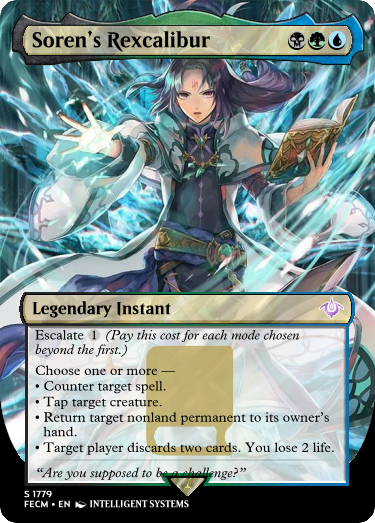 Soren's Rexcalibur
Legendary Instant
Escalate 1 (Pay this cost for each mode chosen
beyond the first.)
Choose one or more —
• Counter target spell.
• Tap target creature.
• Return target nonland permanent to its owner's
hand.
• Target player discards two cards. You lose 2 life.
“Are you supposed to be a challenge?”
S 1779
FECM • EN INTELLIGENT SYSTEMS